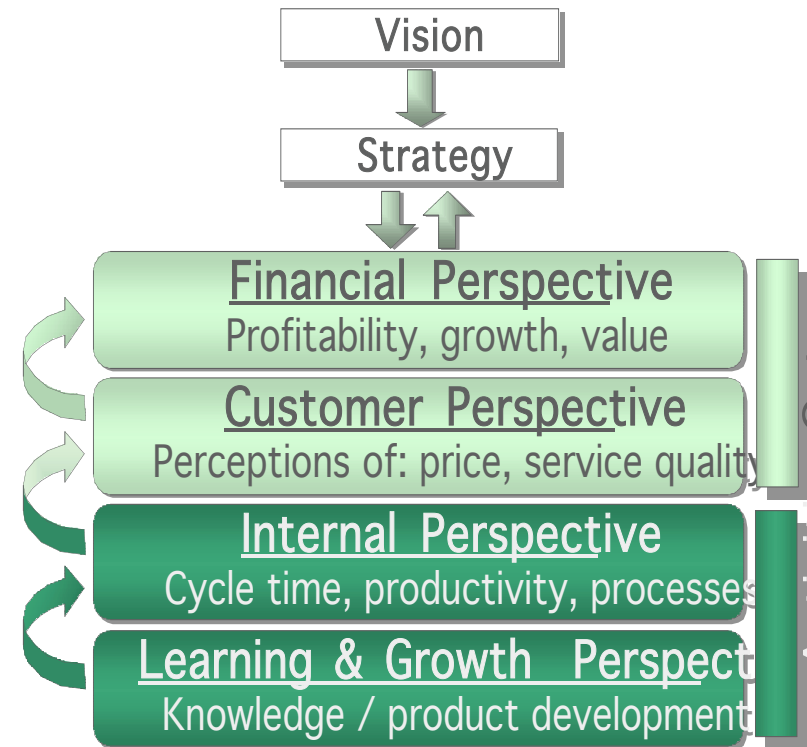 Vision
Strategy
Financial Perspective
Profitability, growth, value
Customer Perspective
Perceptions of: price, service quality
Internal Perspective
Cycle time, productivity, processes
Learning & Growth Perspect
Knowledge / product development